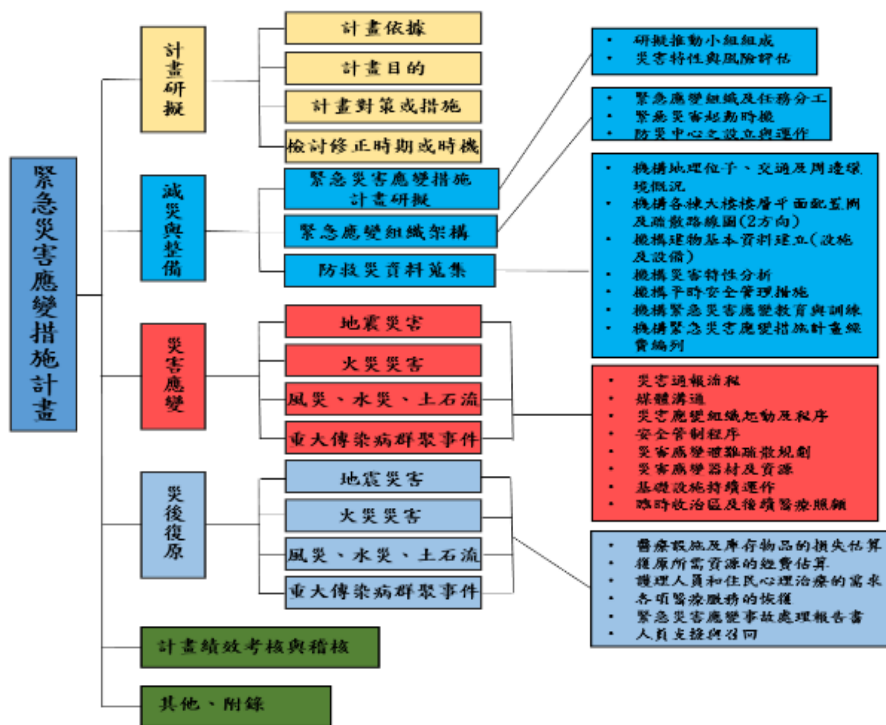 緊急災害應變措施計畫
計畫研擬
計畫依據
計畫目的
計畫對策或措施
檢討修正時期或時機
減災與整備
緊急災害應變措施
計畫研擬
緊急應變組織架構
防救災資料蒐集
• 研擬推動小組組成
• 災害特性與風險評估
• 緊急應變組織及任務分工
• 緊急災害起動時機
• 防災中心之設立與運作
• 機構地理位子、交通及周邊環
境概況
• 機構各棟大樓樓層平面配置圖
及疏散路線圖(2方向)
• 機構建物基本資料建立(設施
及設備)
• 機構災害特性分析
• 機構平時安全管理措施
• 機構緊急災害應變教育與訓練
• 機構緊急災害應變措施計畫經
費編列
災害應變
地震災害
火災災害
風災、水災、土石流
重大傳染病群聚事件
• 災害通報流程
• 媒體溝通
• 災害應變組織起動及程序
• 安全管制程序
• 災害應變避難疏散規劃
• 災害應變器材及資源
• 基礎設施持續運作
• 臨時收治區及後續醫療照顧
災後復原
地震災害
火災災害
風災、水災、土石流
重大傳染病群聚事件
• 醫療設施及庫存物品的損失估算
• 復原所需資源的經費估算
• 護理人員和住民心理治療的需求
• 各項醫療服務的恢復
• 緊急災害應變事故處理報告書
• 人員支援與召回
計畫績效考核與稽核
其他、附錄